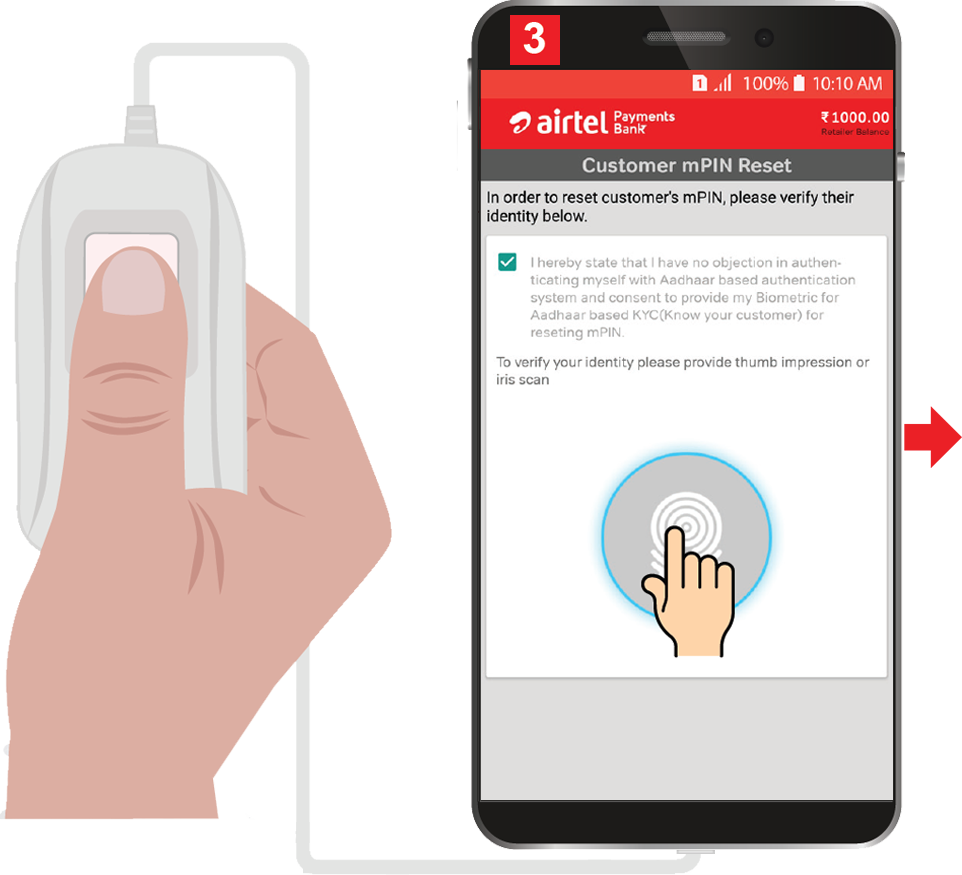 3
1 100% 10:10 AM
airtel Payments Bank
₹1000.00
Retailer Balance
Customer mPIN Reset
In order to reset customer's mPIN, please verify their
identity below.
I hereby state that I have no objection in authen-
ticating myself with Aadhaar based authentication
system and consent to provide my Biometric for
Aadhaar based KYC(Know your customer) for
reseting mPIN.
To verify your identity please provide thumb impression or
iris scan